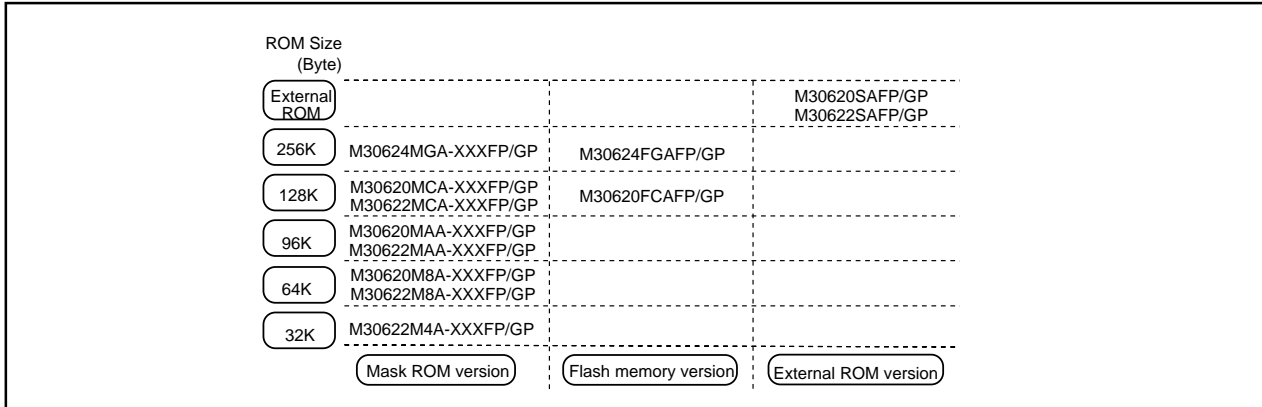 ROM Size
(Byte)
External
ROM
M30620SAFP/GP
M30622SAFP/GP
256K
M30624MGA-XXXFP/GP
M30624FGAFP/GP
128K
M30620MCA-XXXFP/GP
M30622MCA-XXXFP/GP
M30620FCAFP/GP
96K
M30620MAA-XXXFP/GP
M30622MAA-XXXFP/GP
64K
M30620M8A-XXXFP/GP
M30622M8A-XXXFP/GP
32K
M30622M4A-XXXFP/GP
Mask ROM version
Flash memory version
External ROM version